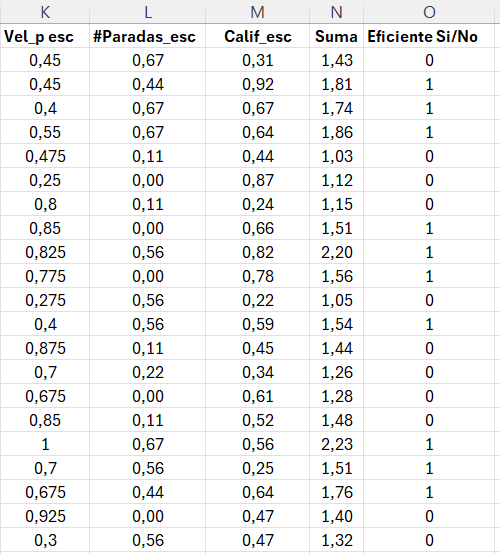 K L M N O
Vel_p esc #Paradas_esc Calif_esc Suma Eficiente Si/No
0,45 0,67 0,31 1,43 0
0,45 0,44 0,92 1,81 1
0,4 0,67 0,67 1,74 1
0,55 0,67 0,64 1,86 1
0,475 0,11 0,44 1,03 0
0,25 0,00 0,87 1,12 0
0,8 0,11 0,24 1,15 0
0,85 0,00 0,66 1,51 1
0,825 0,56 0,82 2,20 1
0,775 0,00 0,78 1,56 1
0,275 0,56 0,22 1,05 0
0,4 0,56 0,59 1,54 1
0,875 0,11 0,45 1,44 0
0,7 0,22 0,34 1,26 0
0,675 0,00 0,61 1,28 0
0,85 0,11 0,52 1,48 0
1 0,67 0,56 2,23 1
0,7 0,56 0,25 1,51 1
0,675 0,44 0,64 1,76 1
0,925 0,00 0,47 1,40 0
0,3 0,56 0,47 1,32 0